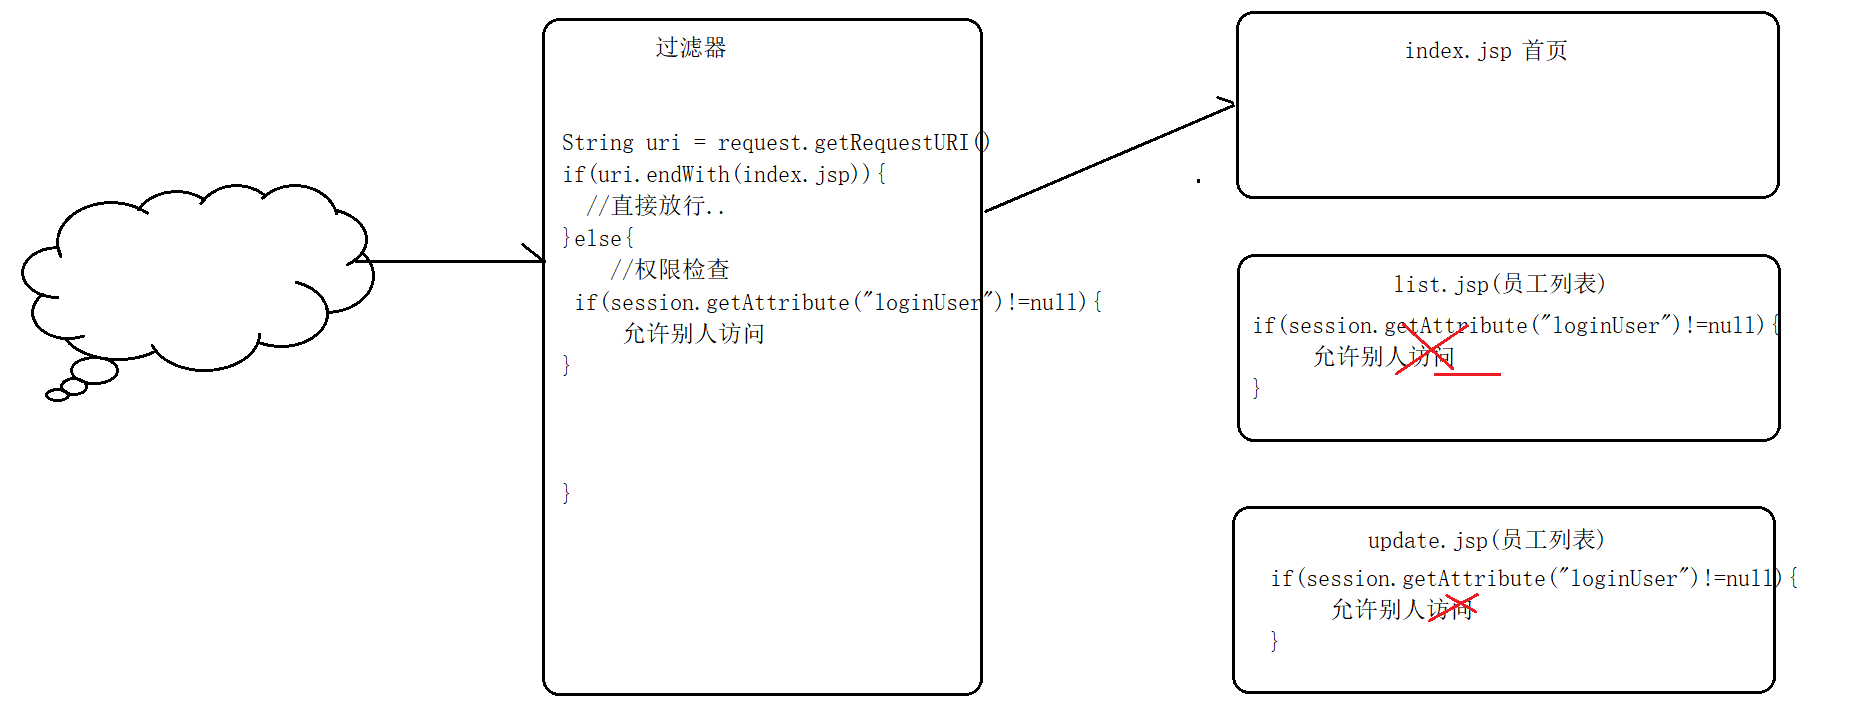 过滤器
String uri = request.getRequestURI()
if(uri.endWith(index.jsp)){
//直接放行..
}else{
//权限检查
if(session.getAttribute("loginUser")!=null){
允许别人访问
}
}
index.jsp 首页
list.jsp(员工列表)
if(session.getAttribute("loginUser")!=null){
允许别人访问
}
update.jsp(员工列表)
if(session.getAttribute("loginUser")!=null){
允许别人访问
}